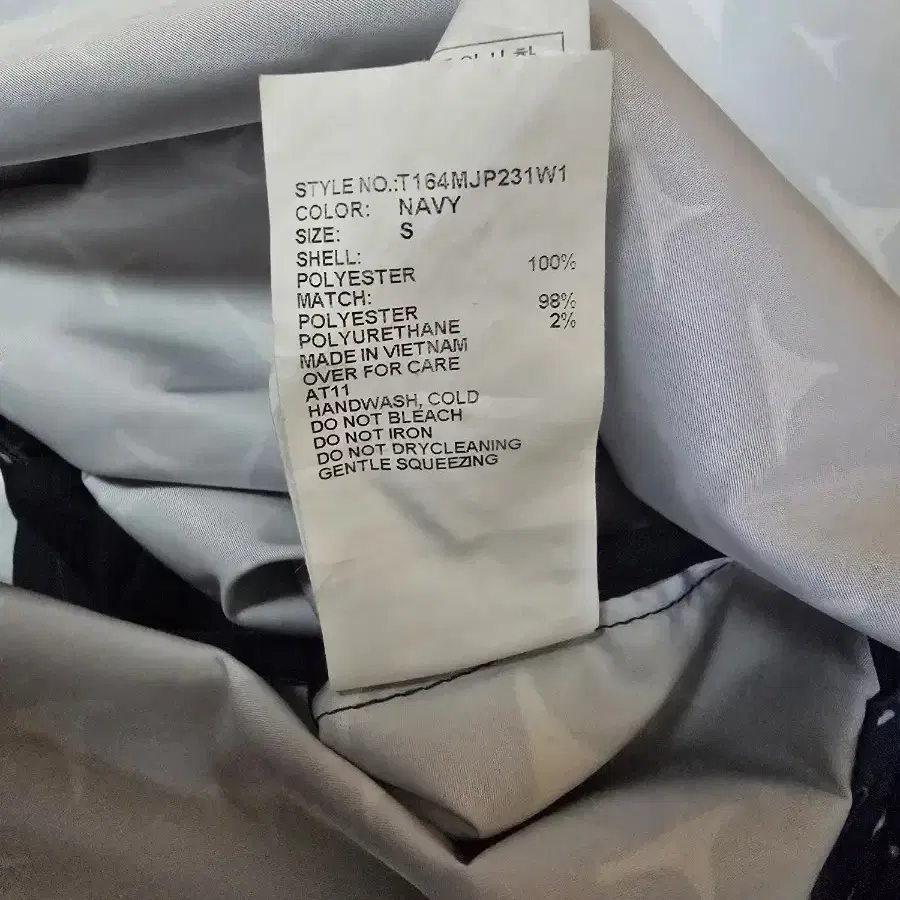 STYLE NO.:T164MJP231W1
COLOR: NAVY
SIZE: S
SHELL:
POLYESTER 100%
MATCH:
POLYESTER 98%
POLYURETHANE 2%
MADE IN VIETNAM
OVER FOR CARE
AT11
HANDWASH, COLD
DO NOT BLEACH
DO NOT IRON
DO NOT DRYCLEANING
GENTLE SQUEEZING